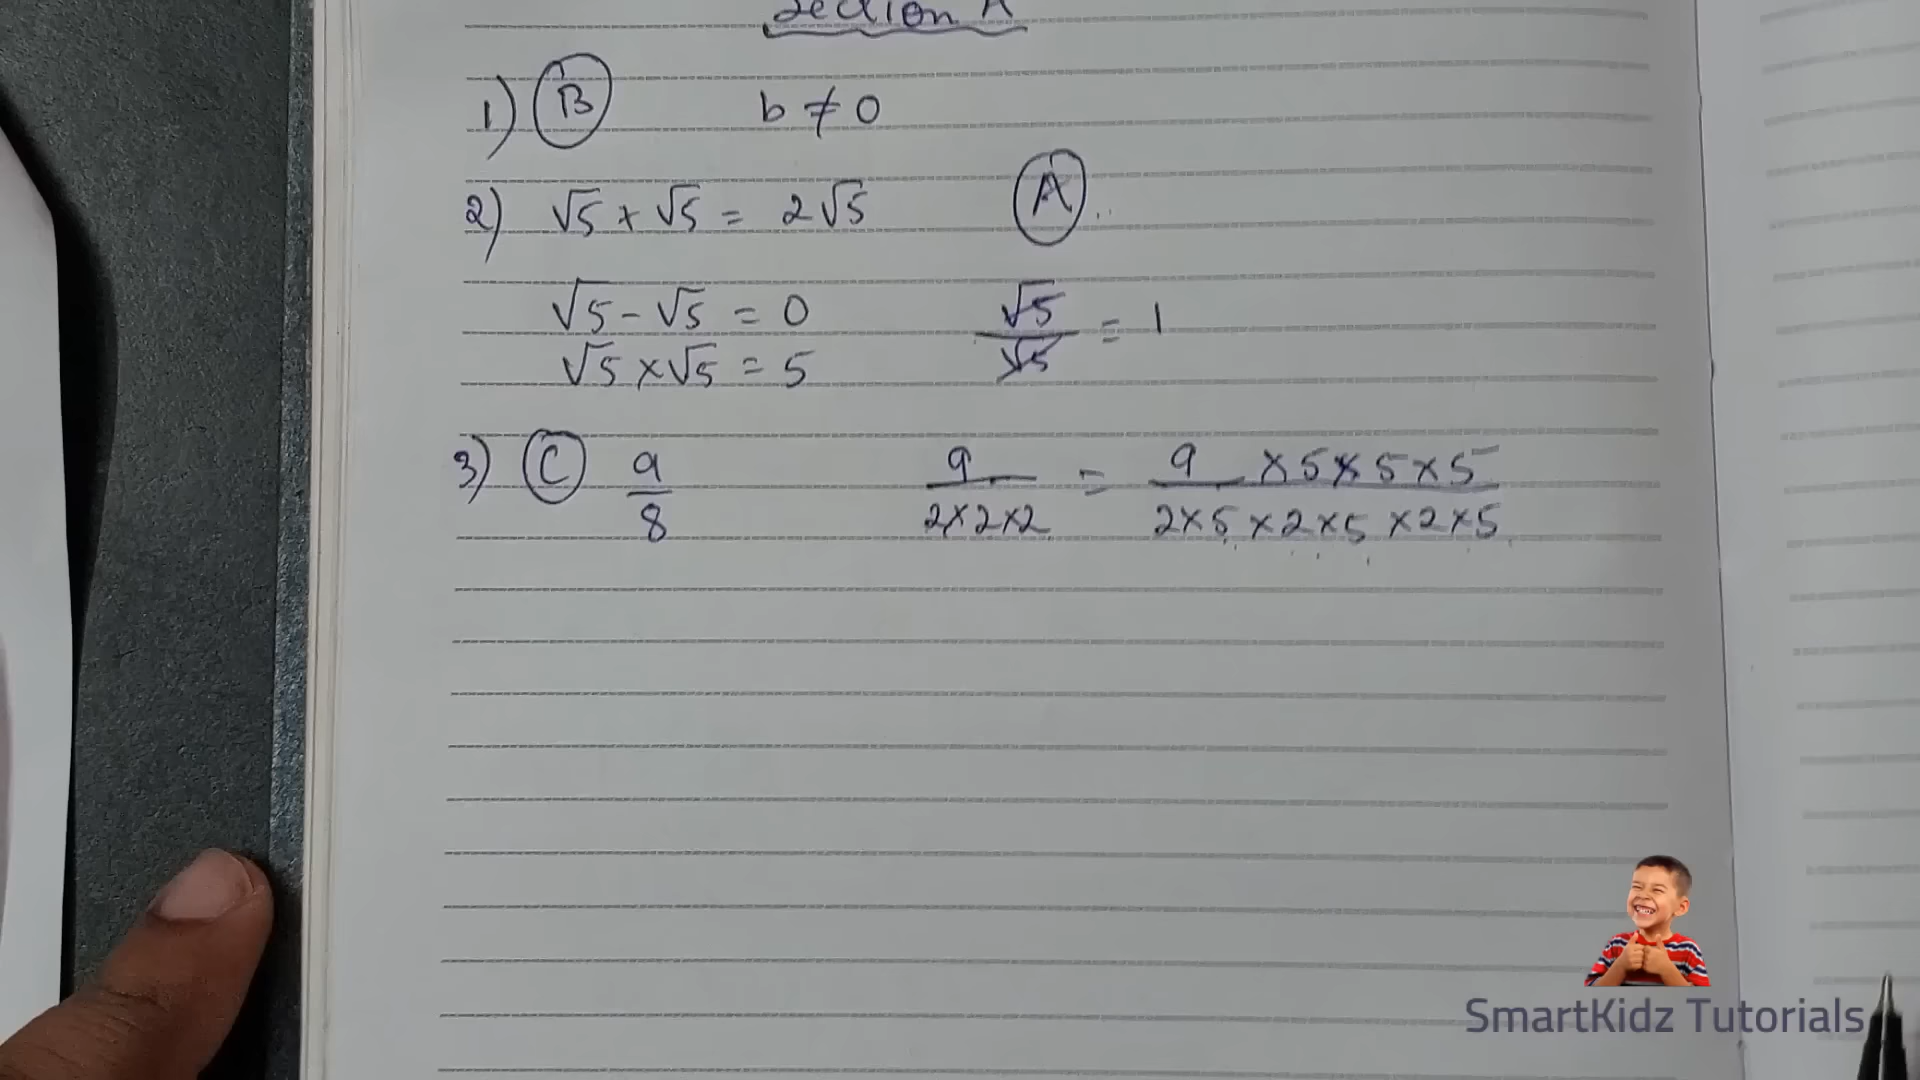 Section A
1) B b ≠ 0
2) √5 + √5 = 2√5 A
√5 - √5 = 0 √5/√5 = 1
√5 × √5 = 5
3) C 9/8 9/2×2×2 = 9×5×5×5/2×5×2×5×2×5
SmartKidz Tutorials